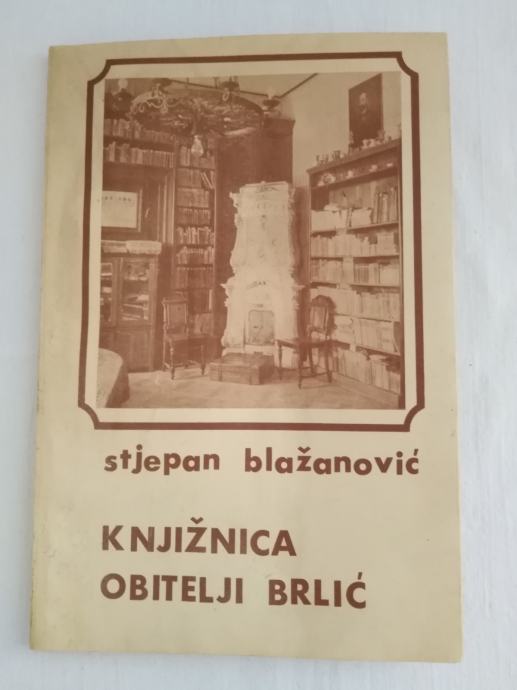 stjepan blažanović
KNJIŽNICA
OBITELJI BRLIĆ